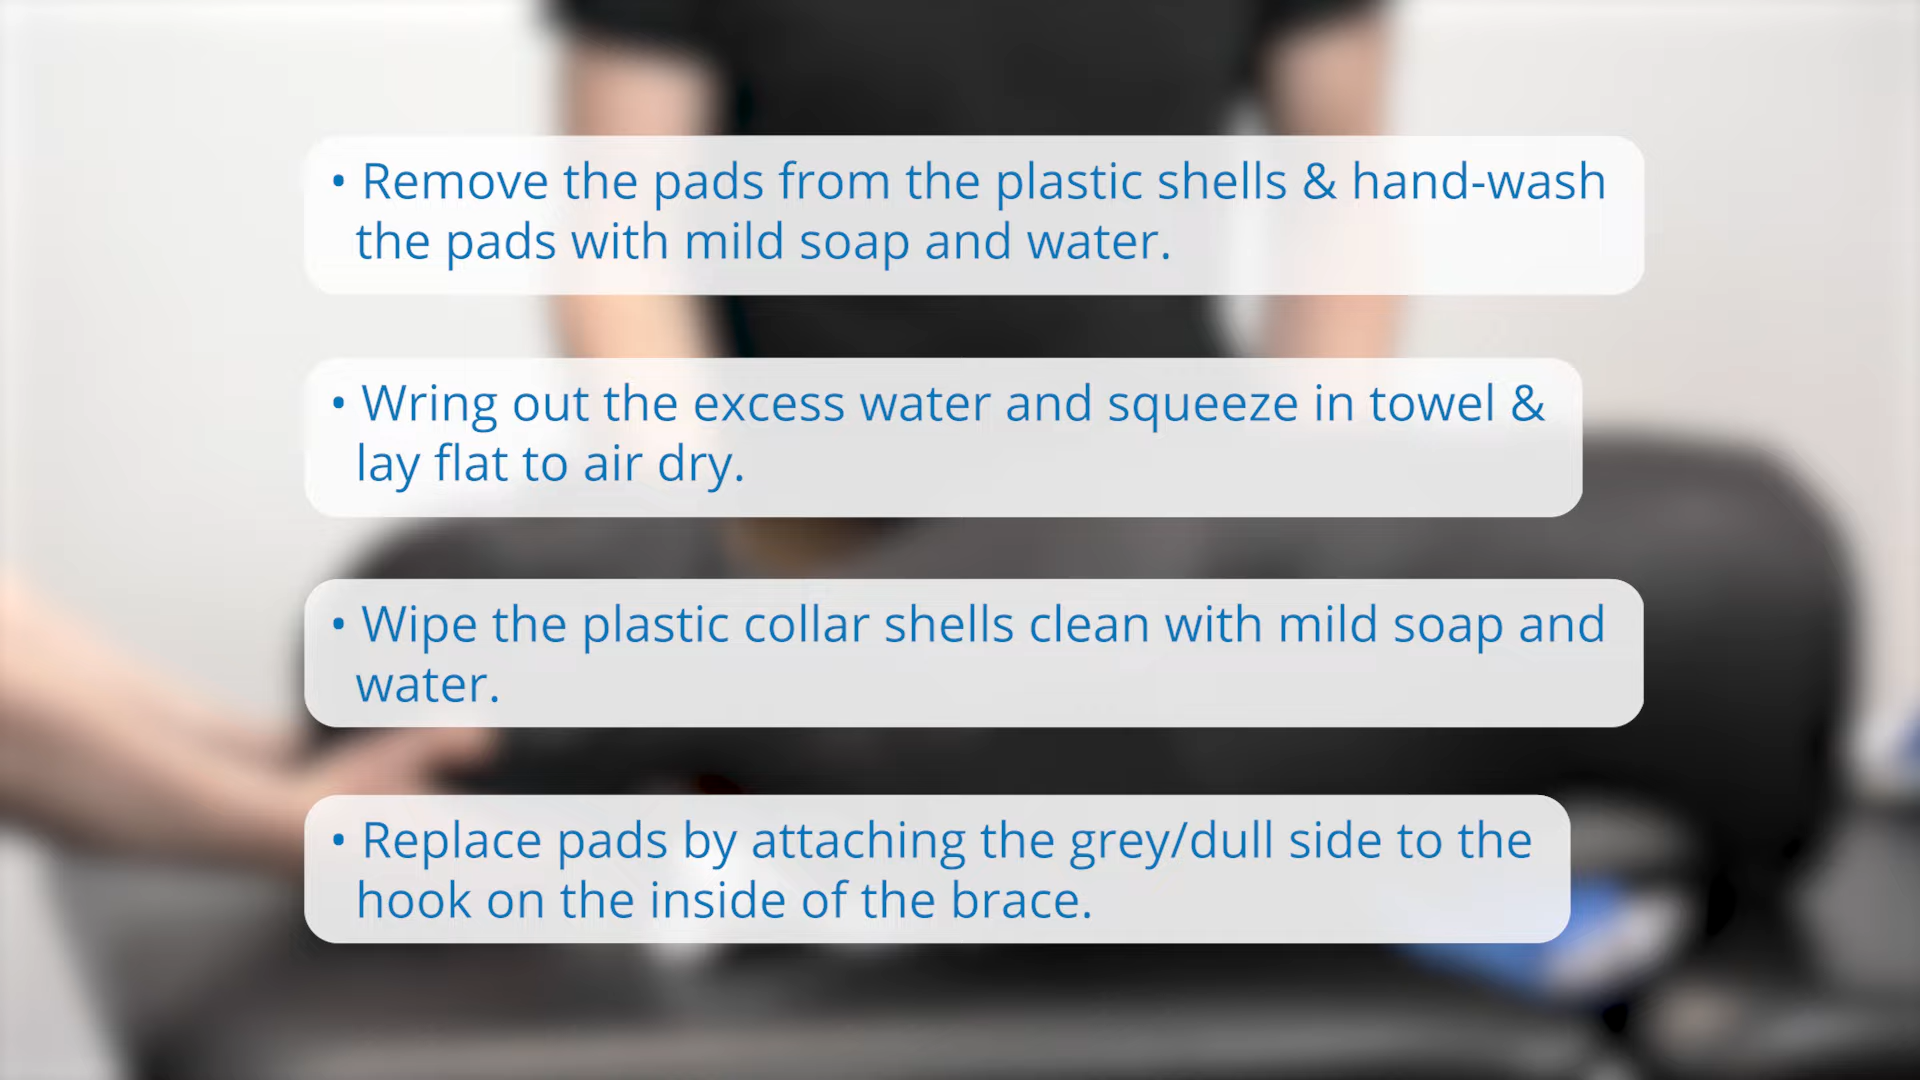 • Remove the pads from the plastic shells & hand-wash
the pads with mild soap and water.
• Wring out the excess water and squeeze in towel &
lay flat to air dry.
• Wipe the plastic collar shells clean with mild soap and
water.
• Replace pads by attaching the grey/dull side to the
hook on the inside of the brace.